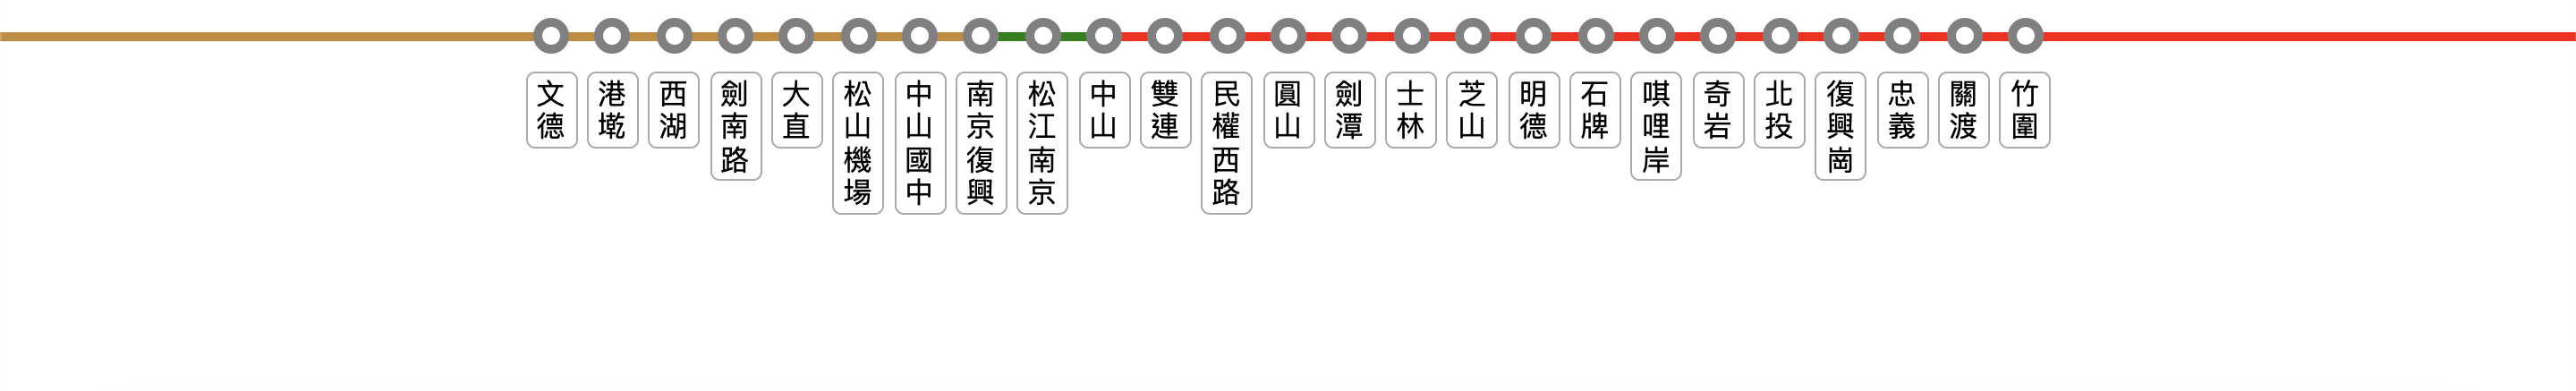 文德
港墘
西湖
劍南路
大直
松山機場
中山國中
南京復興
松江南京
中山
雙連
民權西路
圓山
劍潭
士林
芝山
明德
石牌
唭哩岸
奇岩
北投
復興崗
忠義
關渡
竹圍